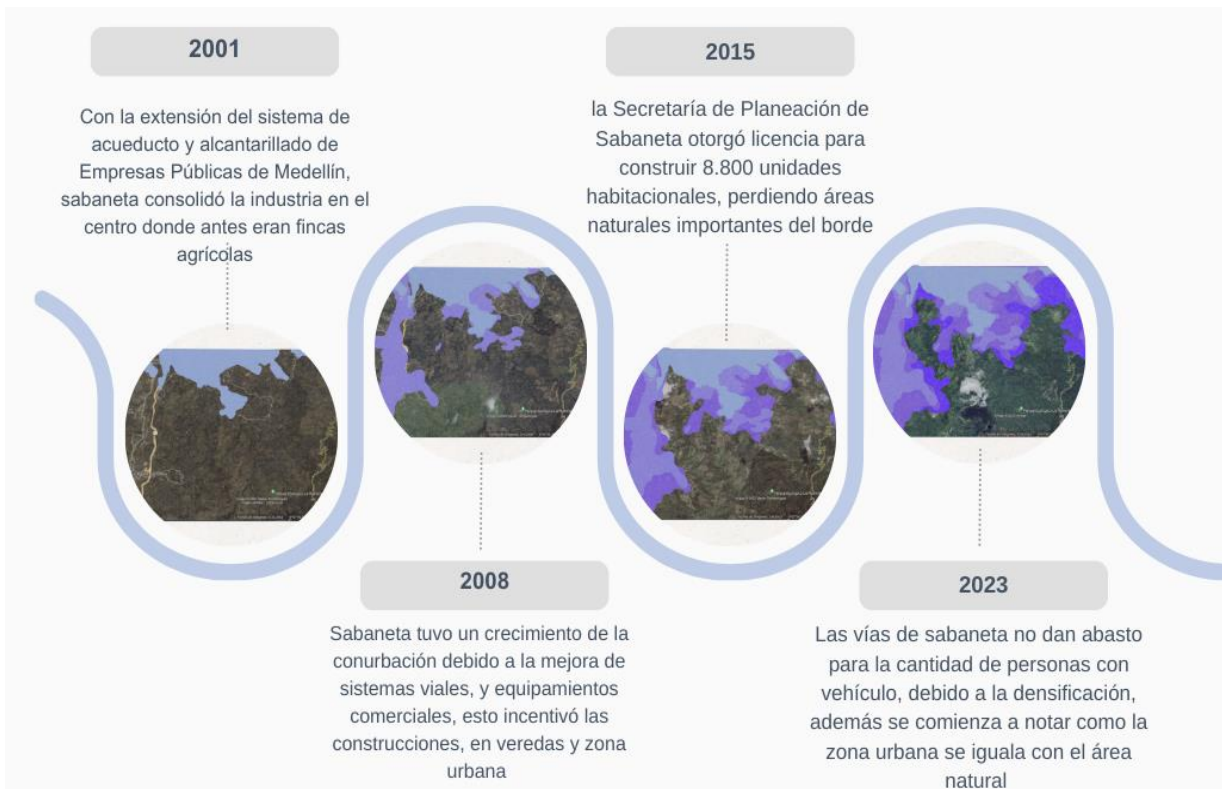 2001
Con la extensión del sistema de
acueducto y alcantarillado de
Empresas Públicas de Medellín,
sabaneta consolidó la industria en el
centro donde antes eran fincas
agrícolas
2008
Sabaneta tuvo un crecimiento de la
conurbación debido a la mejora de
sistemas viales, y equipamientos
comerciales, esto incentivó las
construcciones, en veredas y zona
urbana
2015
la Secretaría de Planeación de
Sabaneta otorgó licencia para
construir 8.800 unidades
habitacionales, perdiendo áreas
naturales importantes del borde
2023
Las vías de sabaneta no dan abasto
para la cantidad de personas con
vehículo, debido a la densificación,
además se comienza a notar como la
zona urbana se iguala con el área
natural